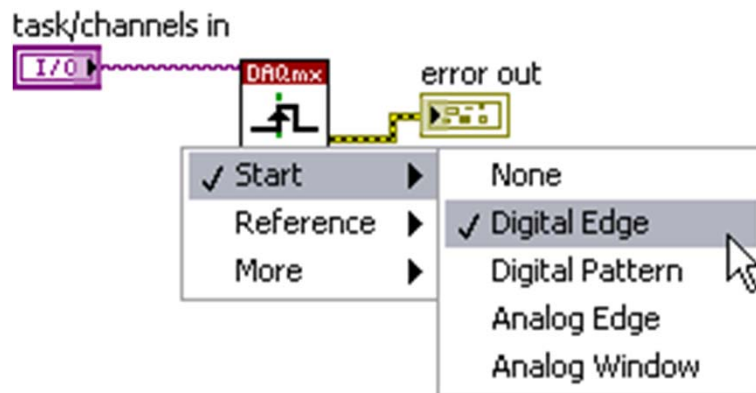 task/channels in
I/O
DAQmx
error out
Start
Reference
More
None
Digital Edge
Digital Pattern
Analog Edge
Analog Window